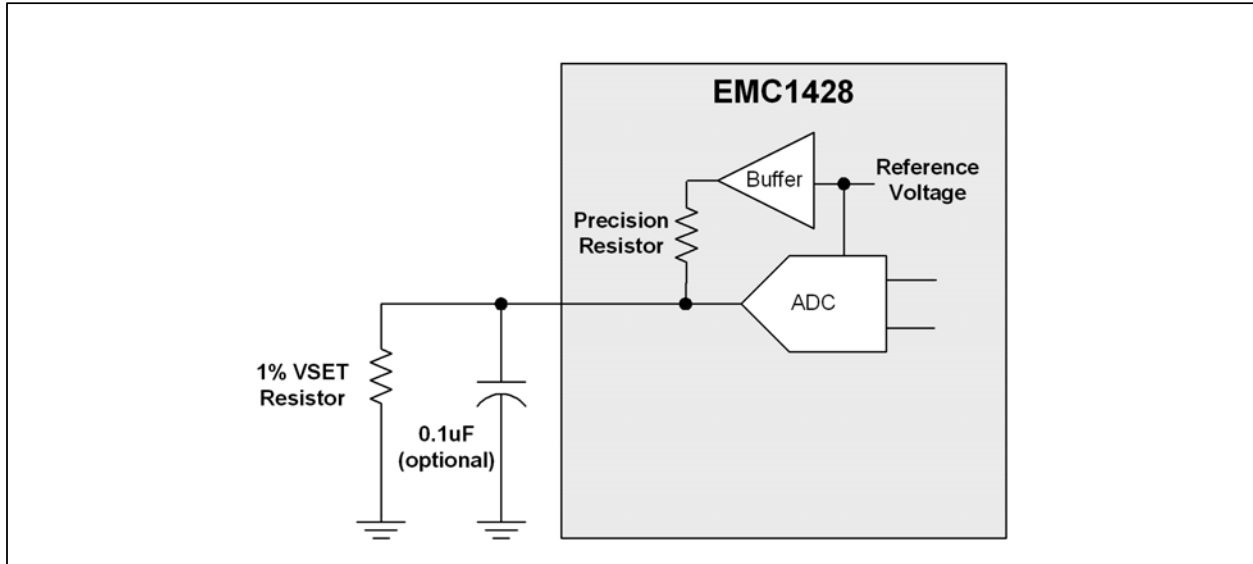 EMC1428
Buffer
Reference
Voltage
Precision
Resistor
ADC
1% VSET
Resistor
0.1uF
(optional)